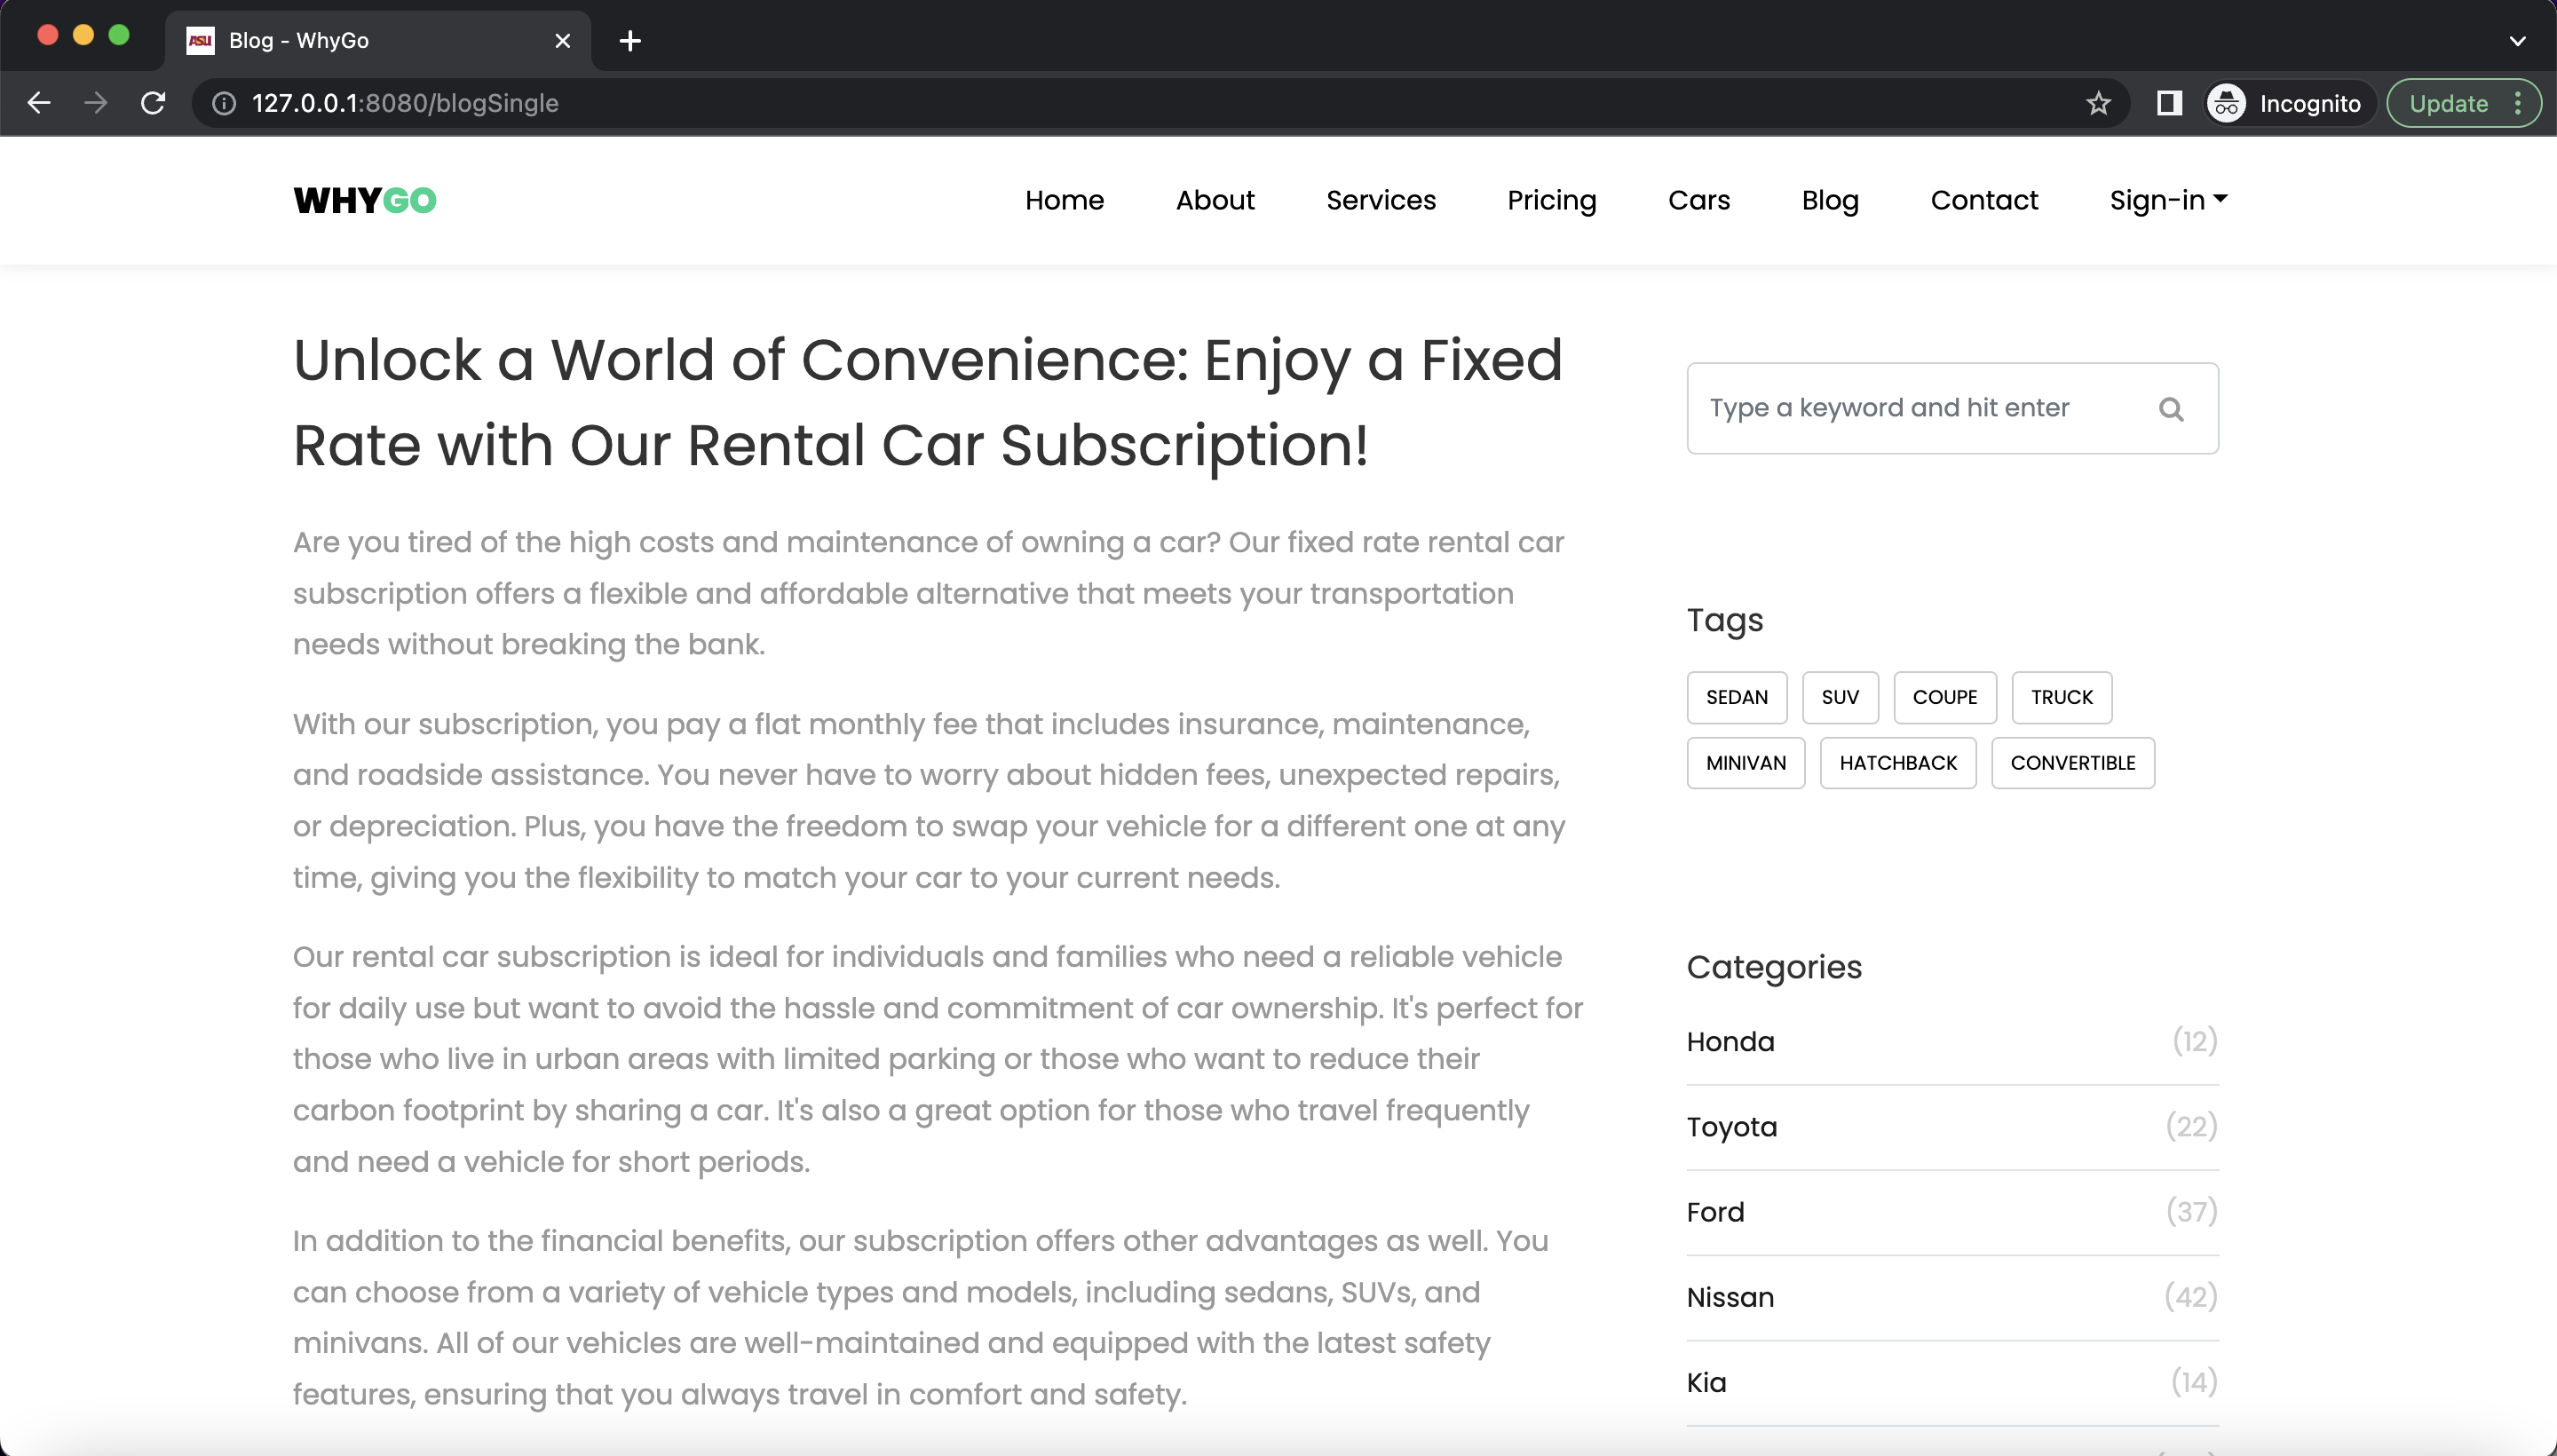 ASU Blog - WhyGo
127.0.0.1:8080/blogSingle
Incognito
Update
WHYGO
Home About Services Pricing Cars Blog Contact Sign-in
Unlock a World of Convenience: Enjoy a Fixed
Rate with Our Rental Car Subscription!
Are you tired of the high costs and maintenance of owning a car? Our fixed rate rental car
subscription offers a flexible and affordable alternative that meets your transportation
needs without breaking the bank.
With our subscription, you pay a flat monthly fee that includes insurance, maintenance,
and roadside assistance. You never have to worry about hidden fees, unexpected repairs,
or depreciation. Plus, you have the freedom to swap your vehicle for a different one at any
time, giving you the flexibility to match your car to your current needs.
Our rental car subscription is ideal for individuals and families who need a reliable vehicle
for daily use but want to avoid the hassle and commitment of car ownership. It's perfect for
those who live in urban areas with limited parking or those who want to reduce their
carbon footprint by sharing a car. It's also a great option for those who travel frequently
and need a vehicle for short periods.
In addition to the financial benefits, our subscription offers other advantages as well. You
can choose from a variety of vehicle types and models, including sedans, SUVs, and
minivans. All of our vehicles are well-maintained and equipped with the latest safety
features, ensuring that you always travel in comfort and safety.
Type a keyword and hit enter
Tags
SEDAN SUV COUPE TRUCK
MINIVAN HATCHBACK CONVERTIBLE
Categories
Honda (12)
Toyota (22)
Ford (37)
Nissan (42)
Kia (14)